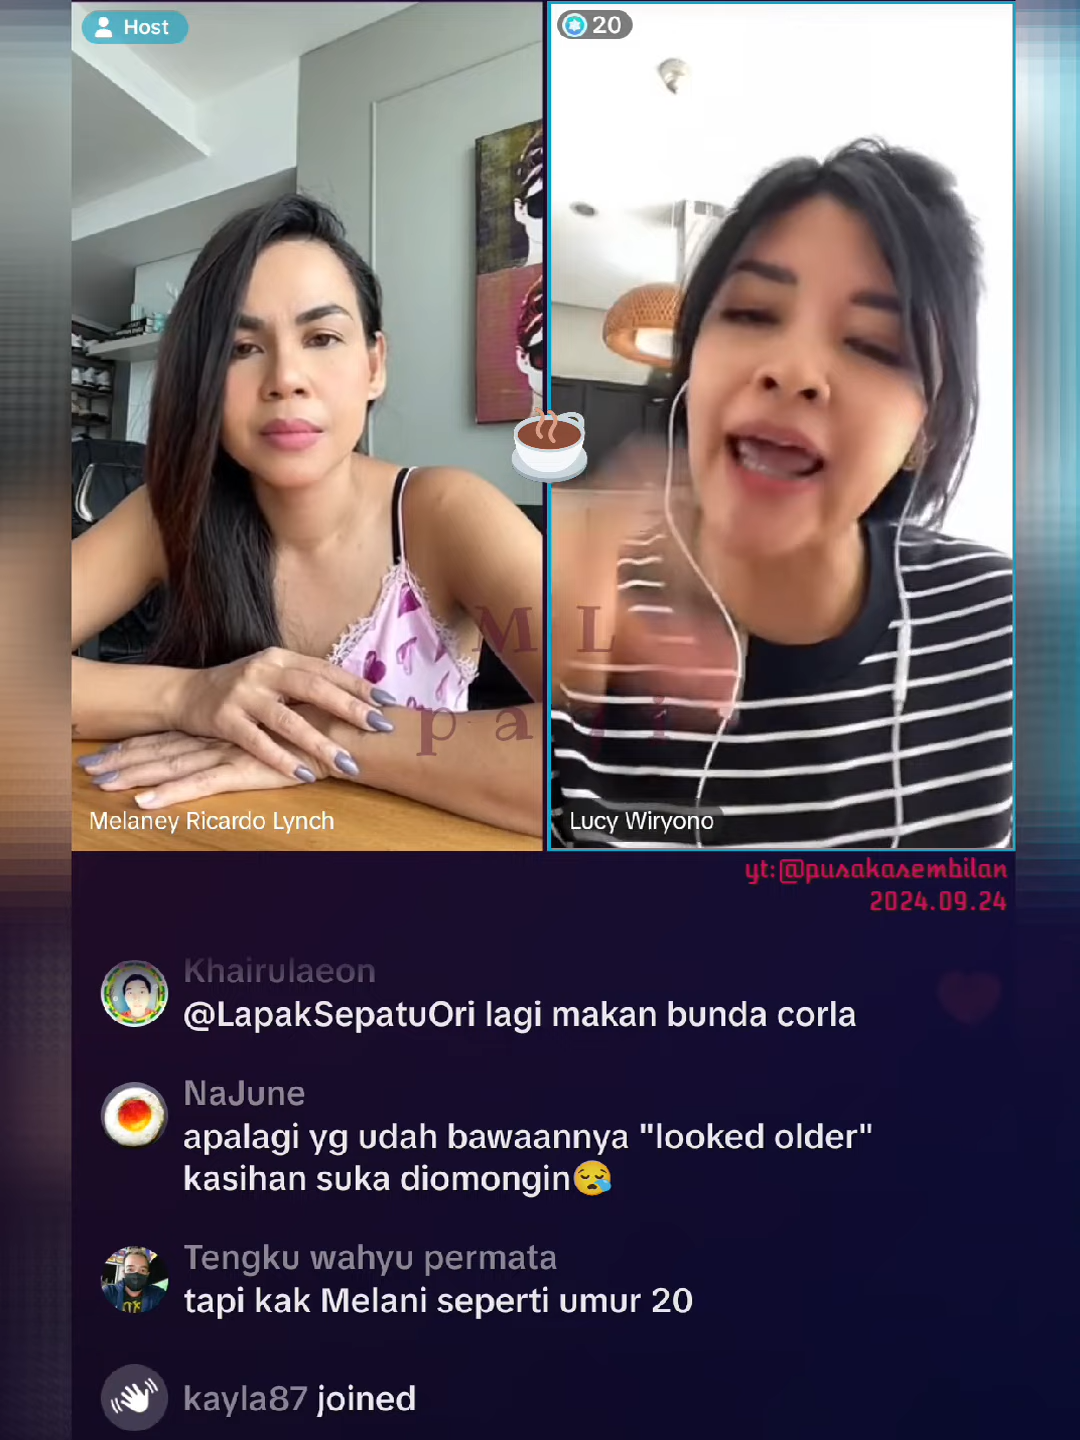 Host
20
M L
pagi
Melaney Ricardo Lynch
Lucy Wiryono
yt:@pusakasembilan
2024.09.24
Khairulaeon
@LapakSepatuOri lagi makan bunda corla
NaJune
apalagi yg udah bawaannya "looked older"
kasihan suka diomongin😪
Tengku wahyu permata
tapi kak Melani seperti umur 20
kayla87 joined